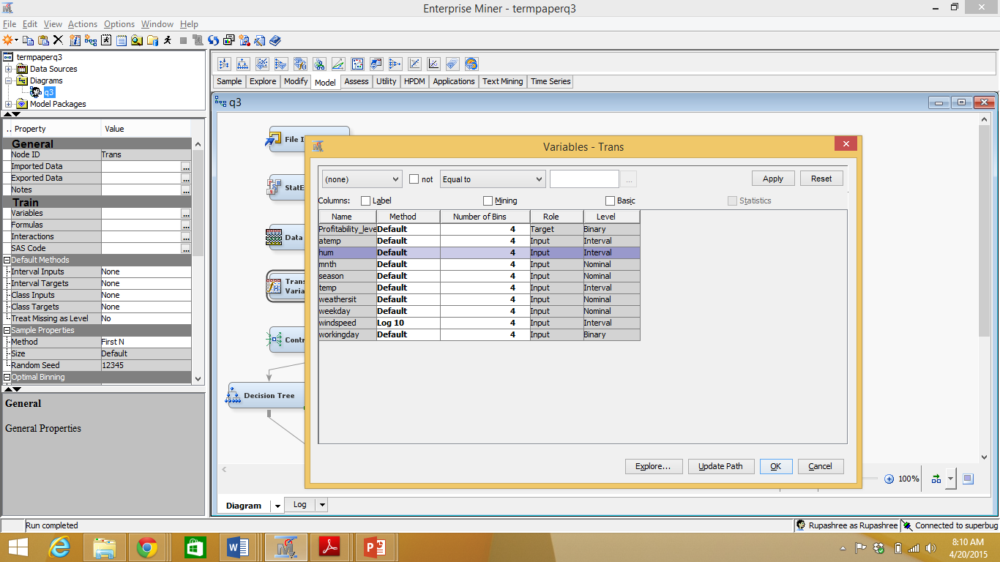 Enterprise Miner - termpaperq3
File Edit View Actions Options Window Help
termpaperq3
Data Sources
Diagrams
q3
Model Packages
Sample Explore Modify Model Assess Utility HPDM Applications Text Mining Time Series
q3
.. Property Value
General
Node ID Trans
Imported Data ...
Exported Data ...
Notes ...
Train
Variables ...
Formulas ...
Interactions ...
SAS Code ...
Default Methods
Interval Inputs None
Interval Targets None
Class Inputs None
Class Targets None
Treat Missing as Level No
Sample Properties
Method First N
Size Default
Random Seed 12345
Optimal Binning
General
General Properties
File I
StatE
Data
Trans
Varia
Contr
Decision Tree
Variables - Trans
(none) not Equal to ... Apply Reset
Columns: Label Mining Basic Statistics
Name Method Number of Bins Role Level
Profitability_leve Default 4 Target Binary
atemp Default 4 Input Interval
hum Default 4 Input Interval
mnth Default 4 Input Nominal
season Default 4 Input Nominal
temp Default 4 Input Interval
weathersit Default 4 Input Nominal
weekday Default 4 Input Nominal
windspeed Log 10 4 Input Interval
workingday Default 4 Input Binary
Explore... Update Path OK Cancel
100%
Diagram Log
Run completed
Rupashree as Rupashree Connected to superbug
8:10 AM
4/20/2015